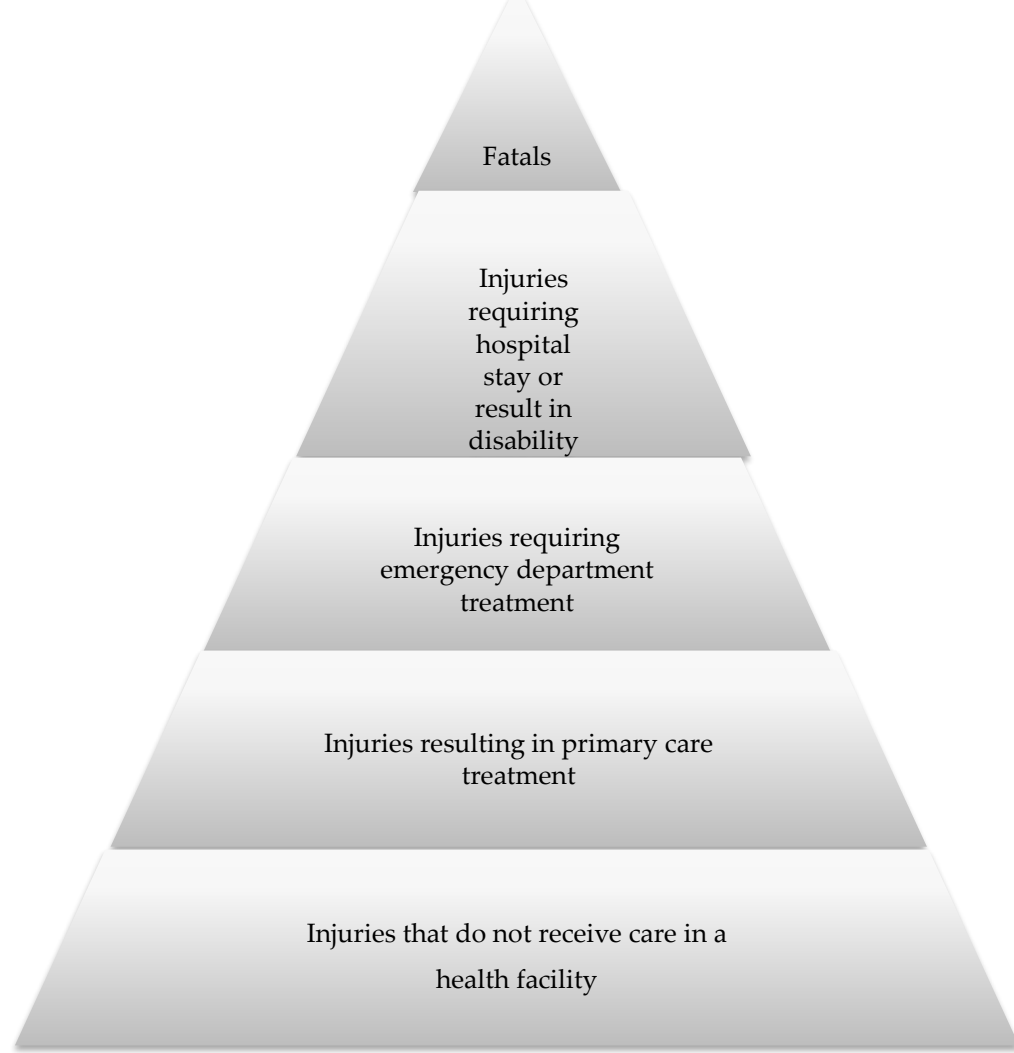 Fatals
Injuries
requiring
hospital
stay or
result in
disability
Injuries requiring
emergency department
treatment
Injuries resulting in primary care
treatment
Injuries that do not receive care in a
health facility